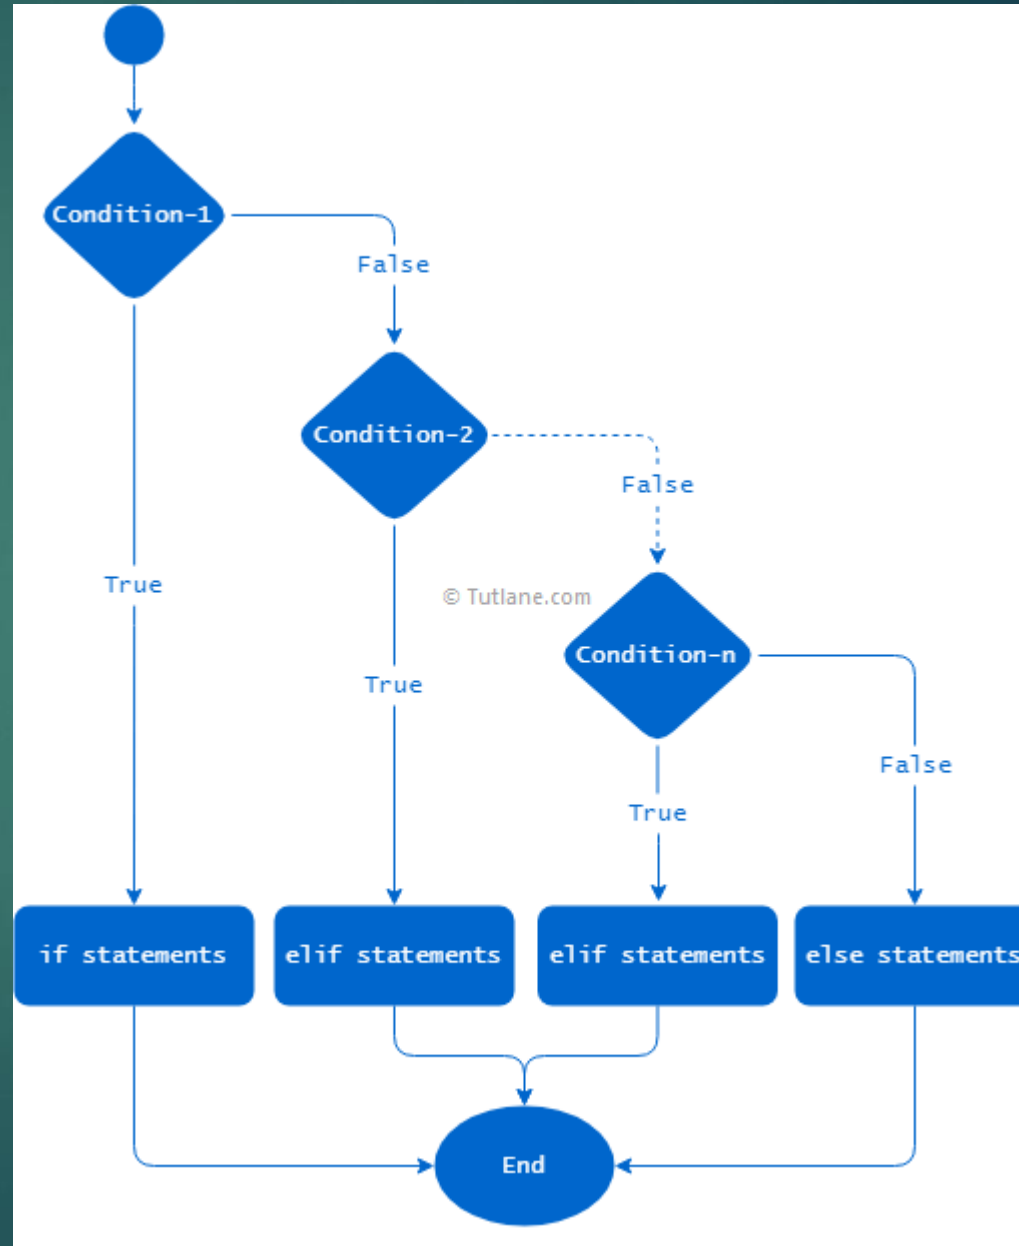 Condition-1
False
Condition-2
False
True
© Tutlane.com
Condition-n
True
False
True
if statements
elif statements
elif statements
else statements
End